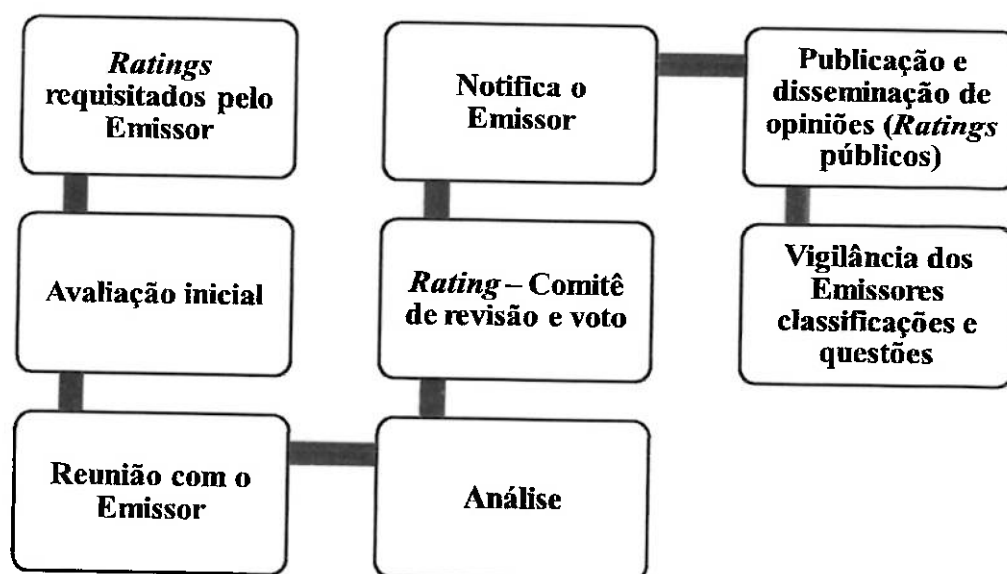 Ratings
requisitados pelo
Emissor
Avaliação inicial
Reunião com o
Emissor
Análise
Rating – Comitê
de revisão e voto
Notifica o
Emissor
Publicação e
disseminação de
opiniões (Ratings
públicos)
Vigilância dos
Emissores
classificações e
questões